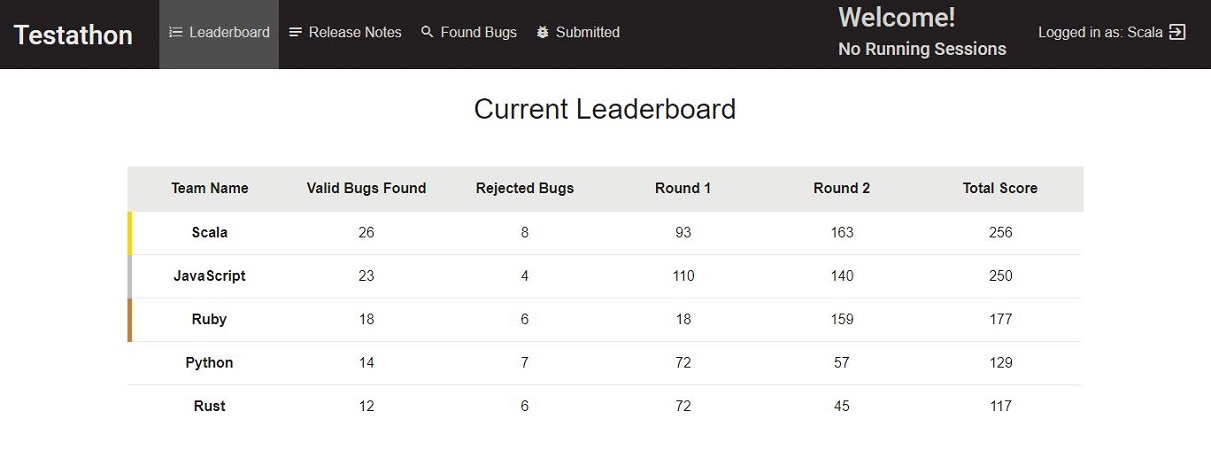 Testathon Leaderboard Release Notes Found Bugs Submitted Welcome! Logged in as: Scala
No Running Sessions
Current Leaderboard
Team Name Valid Bugs Found Rejected Bugs Round 1 Round 2 Total Score
Scala 26 8 93 163 256
JavaScript 23 4 110 140 250
Ruby 18 6 18 159 177
Python 14 7 72 57 129
Rust 12 6 72 45 117